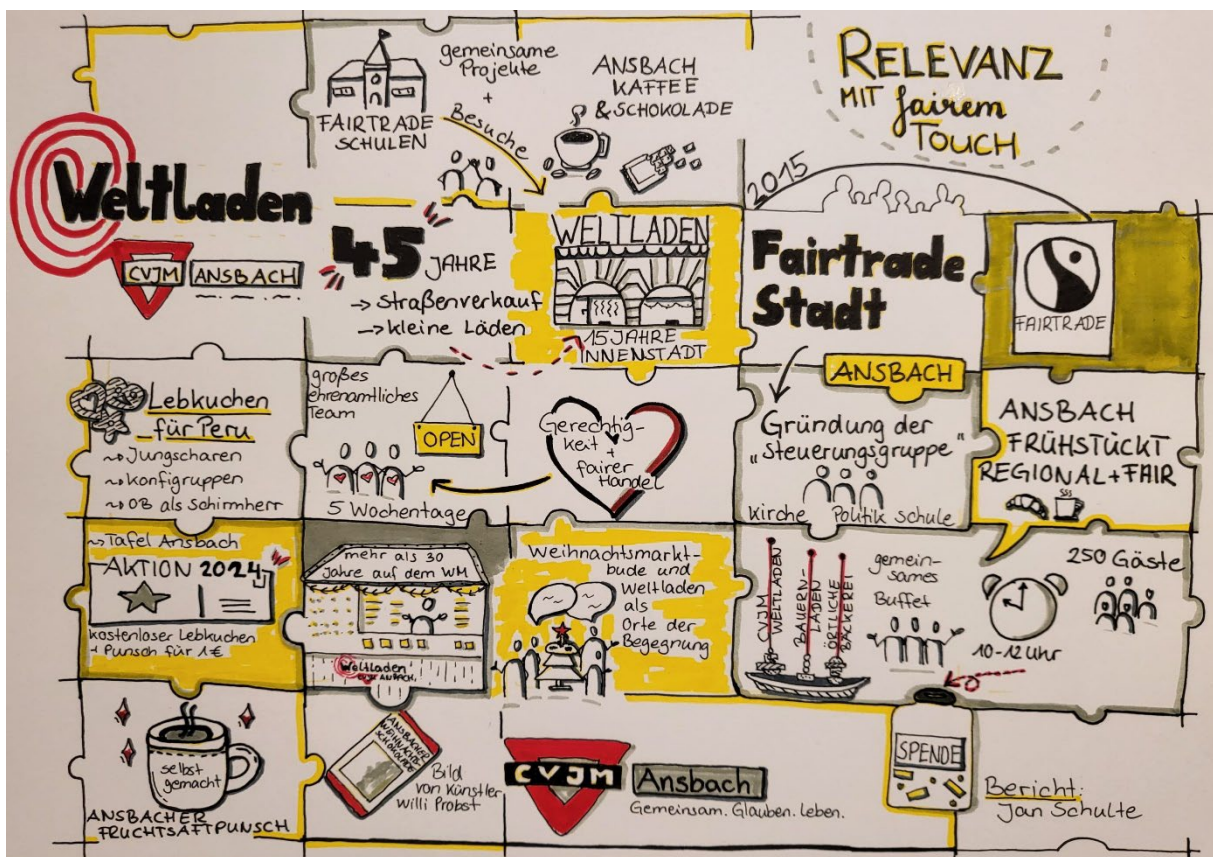 RELEVANZ
MIT fairem
TOUCH
FAIRTRADE
SCHULEN
gemeinsame
Projekte
+
Besuche
ANSBACH
KAFFEE
& SCHOKOLADE
Weltladen
CVJM ANSBACH
45 JAHRE
→ Straßenverkauf
→ kleine Läden
WELTLADEN
15 JAHRE
INNENSTADT
2015
Fairtrade
Stadt
FAIRTRADE
Lebkuchen
für Peru
Jungscharen
Konfigruppen
OB als Schirmherr
großes
ehrenamtliches
Team
OPEN
5 Wochentage
Gerechtig-
keit
+
fairer
Handel
ANSBACH
Gründung der
„Steuerungsgruppe"
Kirche Politik Schule
ANSBACH
FRÜHSTÜCKT
REGIONAL+FAIR
Tafel Ansbach
AKTION 2024
kostenloser Lebkuchen
+ Punsch für 1€
mehr als 30
Jahre auf dem WM
Weltladen
CVJM ANSBACH
Weihnachtsmarkt-
bude und
Weltladen
als
Orte der
Begegnung
CVJM
WELTLADEN
BAUERN-
LADEN
ÖRTLICHE
BÄCKEREI
gemein-
sames
Buffet
10-12 Uhr
250 Gäste
selbst
gemacht
ANSBACHER
FRUCHTSAFTPUNSCH
ANSBACHER
WEIHNACHTS-
SCHOKOLADE
Bild
von Künstler
Willi Probst
CVJM Ansbach
Gemeinsam. Glauben. Leben.
SPENDE
Bericht:
Jan Schulte